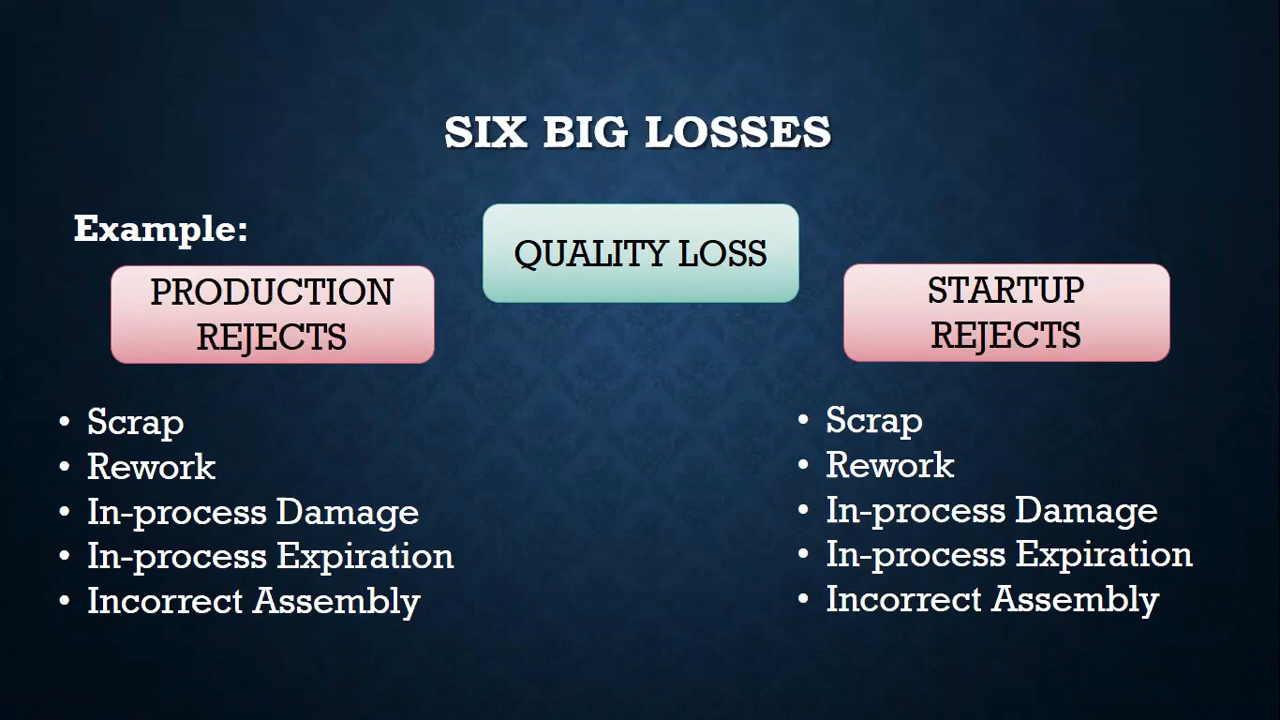 SIX BIG LOSSES
Example:
QUALITY LOSS
PRODUCTION
REJECTS
• Scrap
• Rework
• In-process Damage
• In-process Expiration
• Incorrect Assembly
STARTUP
REJECTS
• Scrap
• Rework
• In-process Damage
• In-process Expiration
• Incorrect Assembly